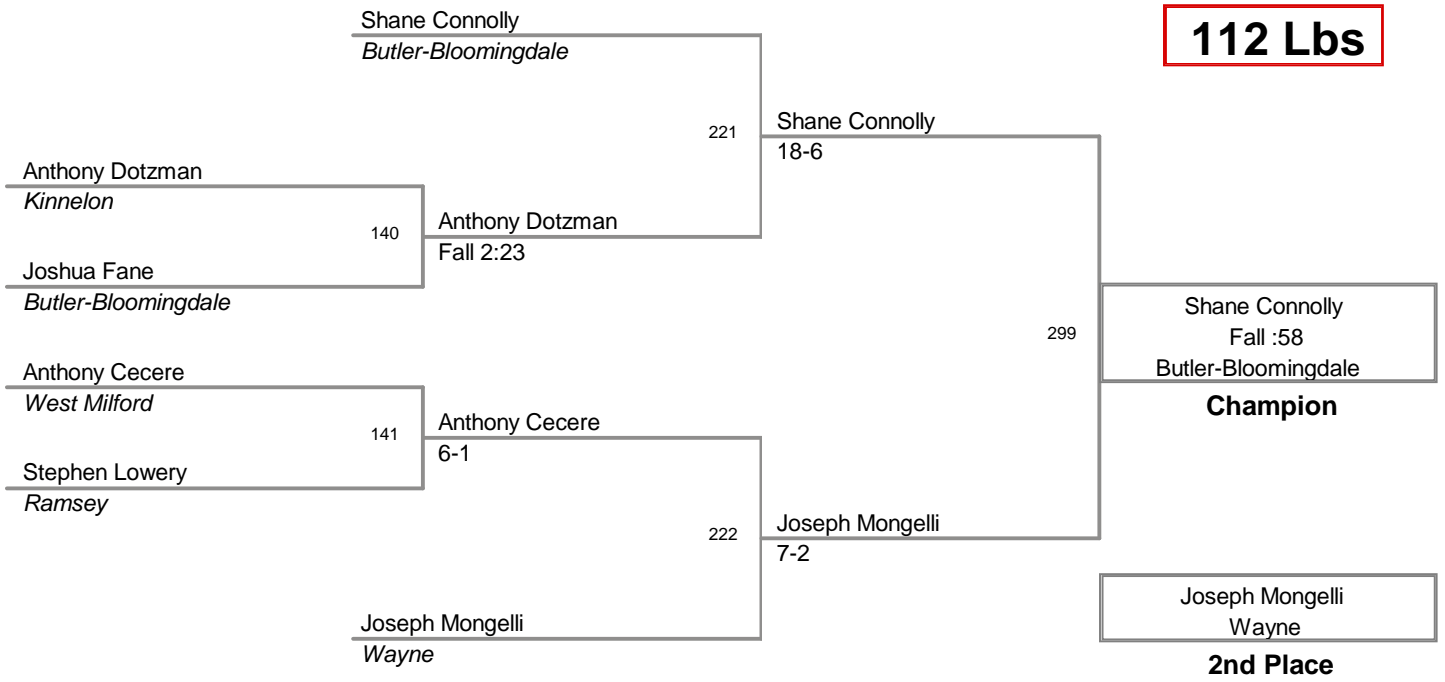 Shane Connolly
Butler-Bloomingdale
112 Lbs
221
Shane Connolly
18-6
Anthony Dotzman
Kinnelon
140
Anthony Dotzman
Fall 2:23
Joshua Fane
Butler-Bloomingdale
299
Shane Connolly
Fall :58
Butler-Bloomingdale
Champion
Anthony Cecere
West Milford
141
Anthony Cecere
6-1
Stephen Lowery
Ramsey
222
Joseph Mongelli
7-2
Joseph Mongelli
Wayne
Joseph Mongelli
Wayne
2nd Place